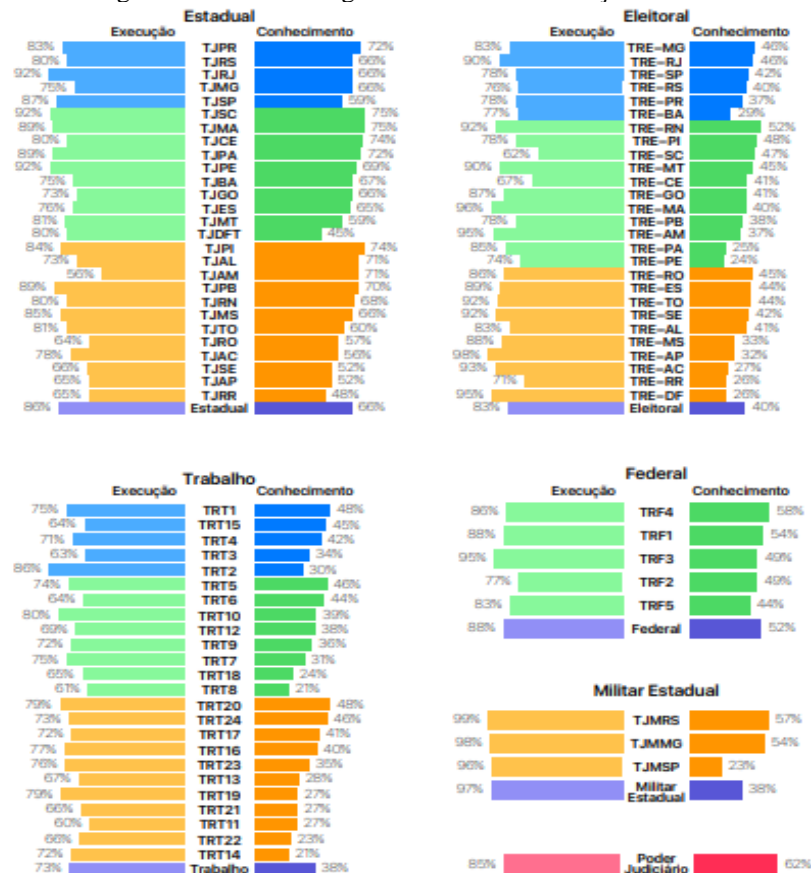 Estadual
Execução Conhecimento
83% TJPR 72%
80% TJRS 66%
92% TJRJ 66%
75% TJMG 66%
87% TJSP 59%
92% TJSC 75%
89% TJMA 75%
80% TJCE 74%
89% TJPA 72%
92% TJPE 69%
75% TJBA 67%
73% TJGO 66%
76% TJES 65%
81% TJMT 59%
80% TJDFT 45%
84% TJPI 74%
73% TJAL 71%
56% TJAM 71%
89% TJPB 70%
80% TJRN 68%
85% TJMS 66%
81% TJTO 60%
64% TJRO 57%
78% TJAC 56%
66% TJSE 52%
65% TJAP 52%
65% TJRR 48%
86% Estadual 66%
Eleitoral
Execução Conhecimento
83% TRE-MG 46%
90% TRE-RJ 46%
78% TRE-SP 42%
76% TRE-RS 40%
78% TRE-PR 37%
77% TRE-BA 29%
92% TRE-RN 52%
78% TRE-PI 48%
62% TRE-SC 47%
90% TRE-MT 45%
67% TRE-CE 41%
87% TRE-GO 41%
96% TRE-MA 40%
78% TRE-PB 38%
95% TRE-AM 37%
85% TRE-PA 25%
74% TRE-PE 24%
86% TRE-RO 45%
89% TRE-ES 44%
92% TRE-TO 44%
92% TRE-SE 42%
83% TRE-AL 41%
88% TRE-MS 33%
98% TRE-AP 32%
93% TRE-AC 27%
71% TRE-RR 26%
95% TRE-DF 26%
83% Eleitoral 40%
Trabalho
Execução Conhecimento
75% TRT1 48%
64% TRT15 45%
71% TRT4 42%
63% TRT3 34%
86% TRT2 30%
74% TRT5 46%
64% TRT6 44%
80% TRT10 39%
69% TRT12 38%
72% TRT9 36%
75% TRT7 31%
65% TRT18 24%
61% TRT8 21%
79% TRT20 48%
73% TRT24 46%
72% TRT17 41%
77% TRT16 40%
76% TRT23 35%
67% TRT13 28%
79% TRT19 27%
66% TRT21 27%
60% TRT11 27%
66% TRT22 23%
72% TRT14 21%
73% Trabalho 38%
Federal
Execução Conhecimento
86% TRF4 58%
88% TRF1 54%
95% TRF3 49%
77% TRF2 49%
83% TRF5 44%
88% Federal 52%
Militar Estadual
99% TJMRS 57%
98% TJMMG 54%
96% TJMSP 23%
97% Militar Estadual 38%
85% Poder Judiciário 62%